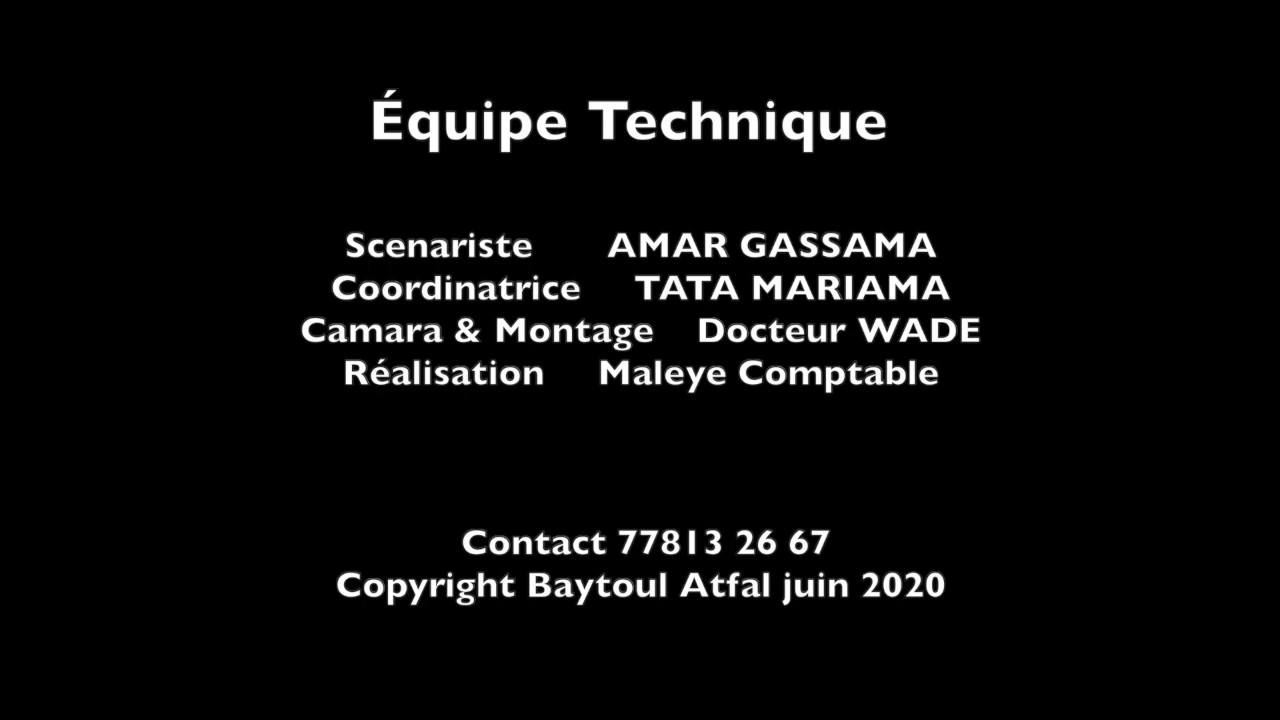 Équipe Technique
Scenariste AMAR GASSAMA
Coordinatrice TATA MARIAMA
Camara & Montage Docteur WADE
Réalisation Maleye Comptable
Contact 77813 26 67
Copyright Baytoul Atfal juin 2020